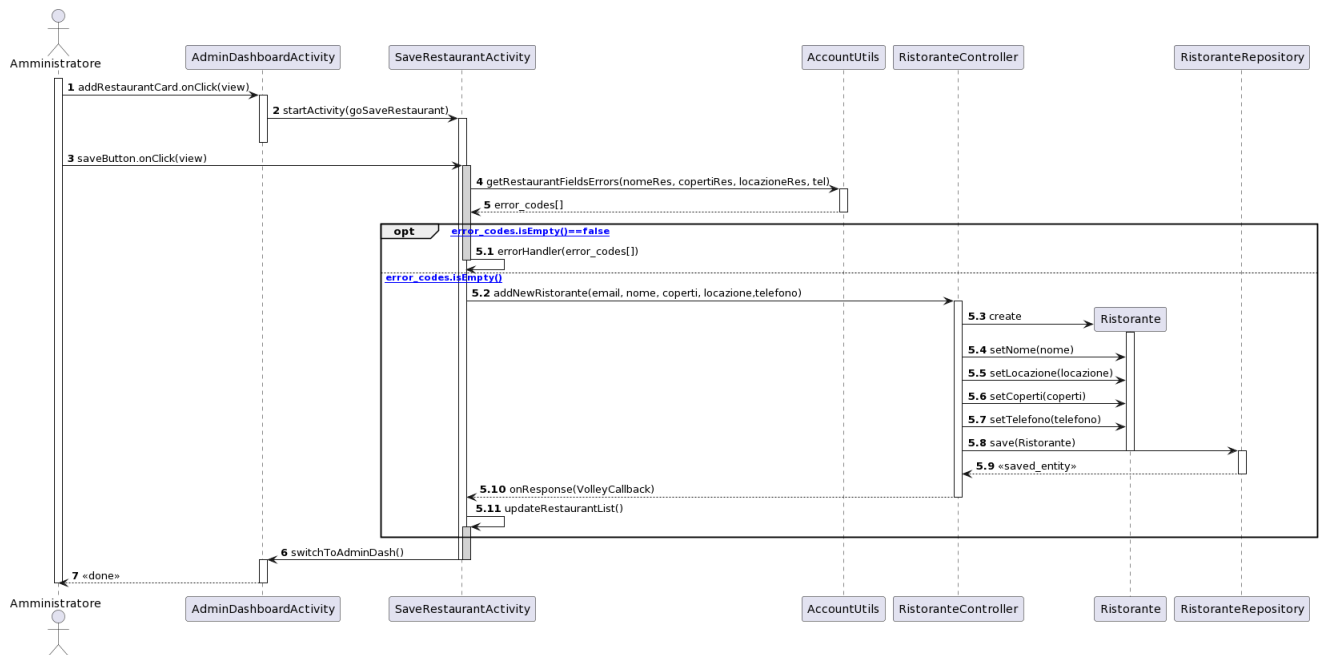 Amministratore
AdminDashboardActivity
SaveRestaurantActivity
AccountUtils
RistoranteController
RistoranteRepository
1 addRestaurantCard.onClick(view)
2 startActivity(goSaveRestaurant)
3 saveButton.onClick(view)
4 getRestaurantFieldsErrors(nomeRes, copertiRes, locazioneRes, tel)
5 error_codes[]
opt
error_codes.isEmpty()==false
5.1 errorHandler(error_codes[])
error_codes.isEmpty()
5.2 addNewRistorante(email, nome, coperti, locazione,telefono)
5.3 create
Ristorante
5.4 setNome(nome)
5.5 setLocazione(locazione)
5.6 setCoperti(coperti)
5.7 setTelefono(telefono)
5.8 save(Ristorante)
5.9 «saved_entity»
5.10 onResponse(VolleyCallback)
5.11 updateRestaurantList()
6 switchToAdminDash()
7 «done»
Amministratore
AdminDashboardActivity
SaveRestaurantActivity
AccountUtils
RistoranteController
Ristorante
RistoranteRepository